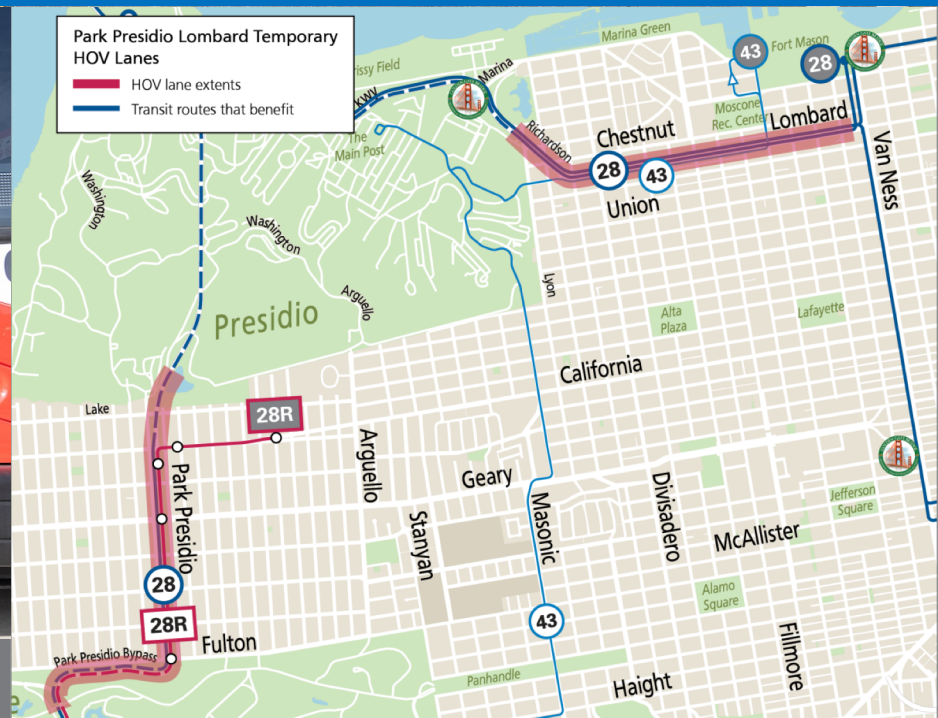 Park Presidio Lombard Temporary
HOV Lanes
HOV lane extents
Transit routes that benefit
Marina Green
Fort Mason
43
28
rissy Field
Marina
kwy
Moscone
Rec. Center
Lombard
Richardson
Chestnut
The
Main Post
28
43
Van Ness
Union
Washington
Washington
Lyon
Arguello
Presidio
Alta
Plaza
Lafayette
California
Lake
28R
Arguello
Geary
Park Presidio
Stanyan
Masonic
Divisadero
Jefferson
Square
McAllister
28
Alamo
Square
28R
43
Fulton
Fillmore
Park Presidio Bypass
Panhandle
Haight
e